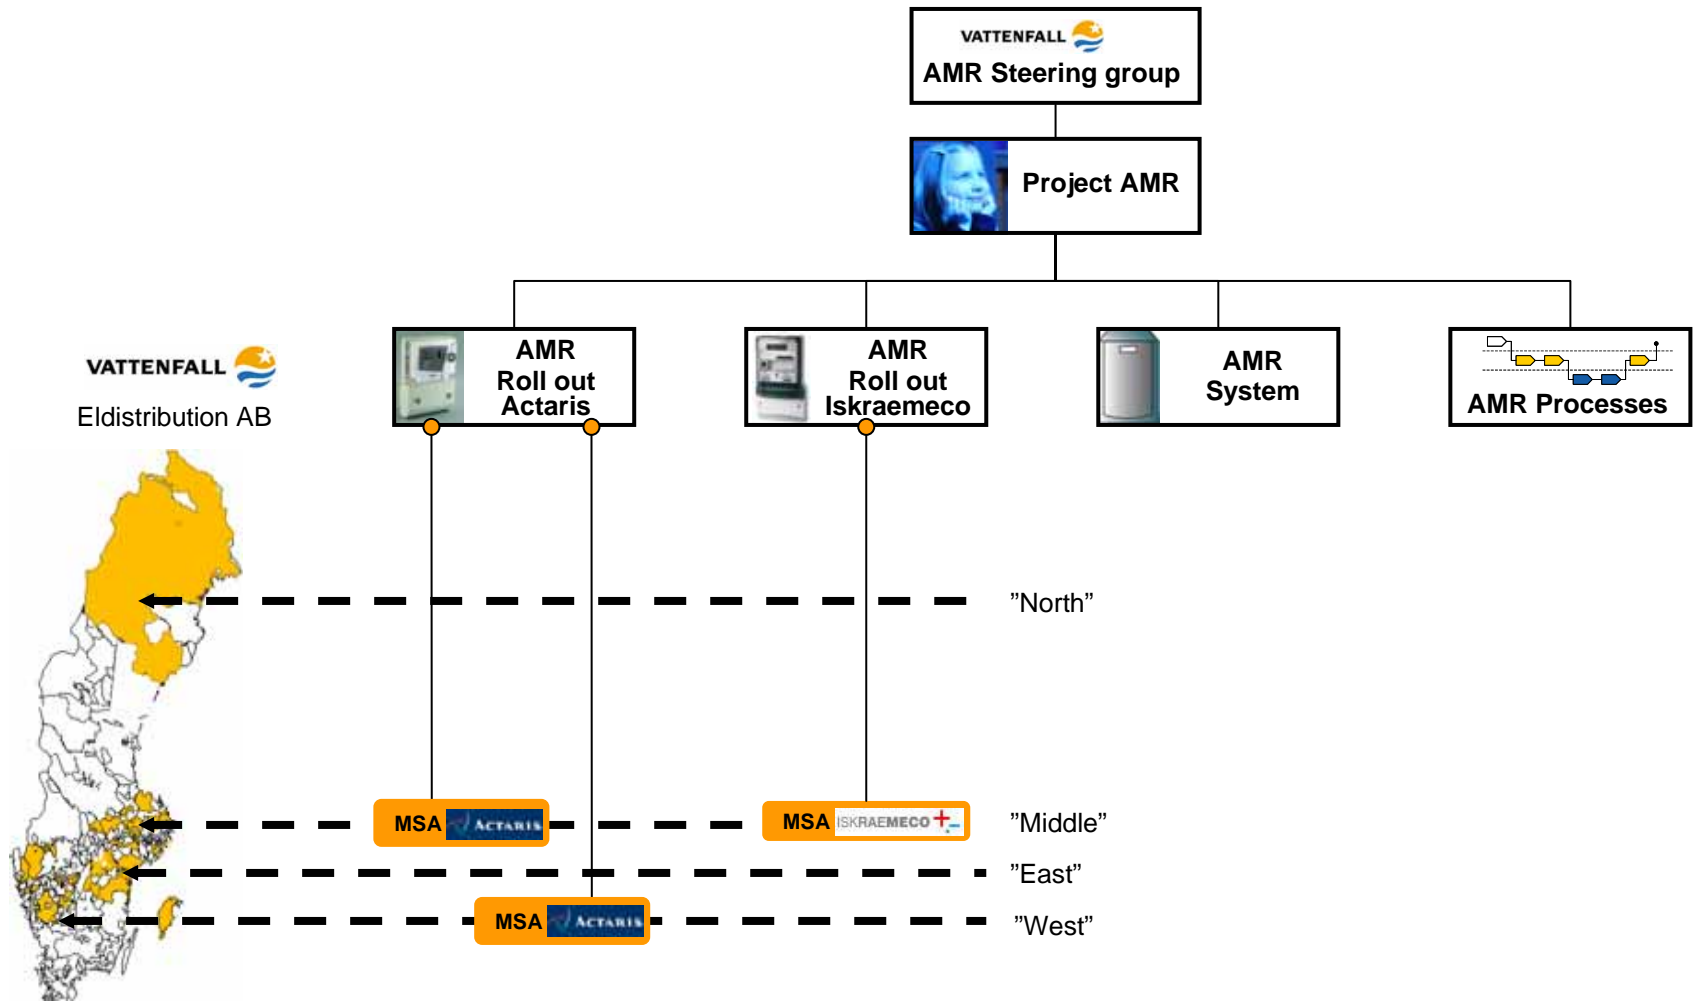 VATTENFALL
AMR Steering group
Project AMR
VATTENFALL
Eldistribution AB
AMR
Roll out
Actaris
AMR
Roll out
Iskraemeco
AMR
System
AMR Processes
”North”
MSA ACTARIS
MSA ISKRAEMECO
”Middle”
”East”
MSA ACTARIS
”West”